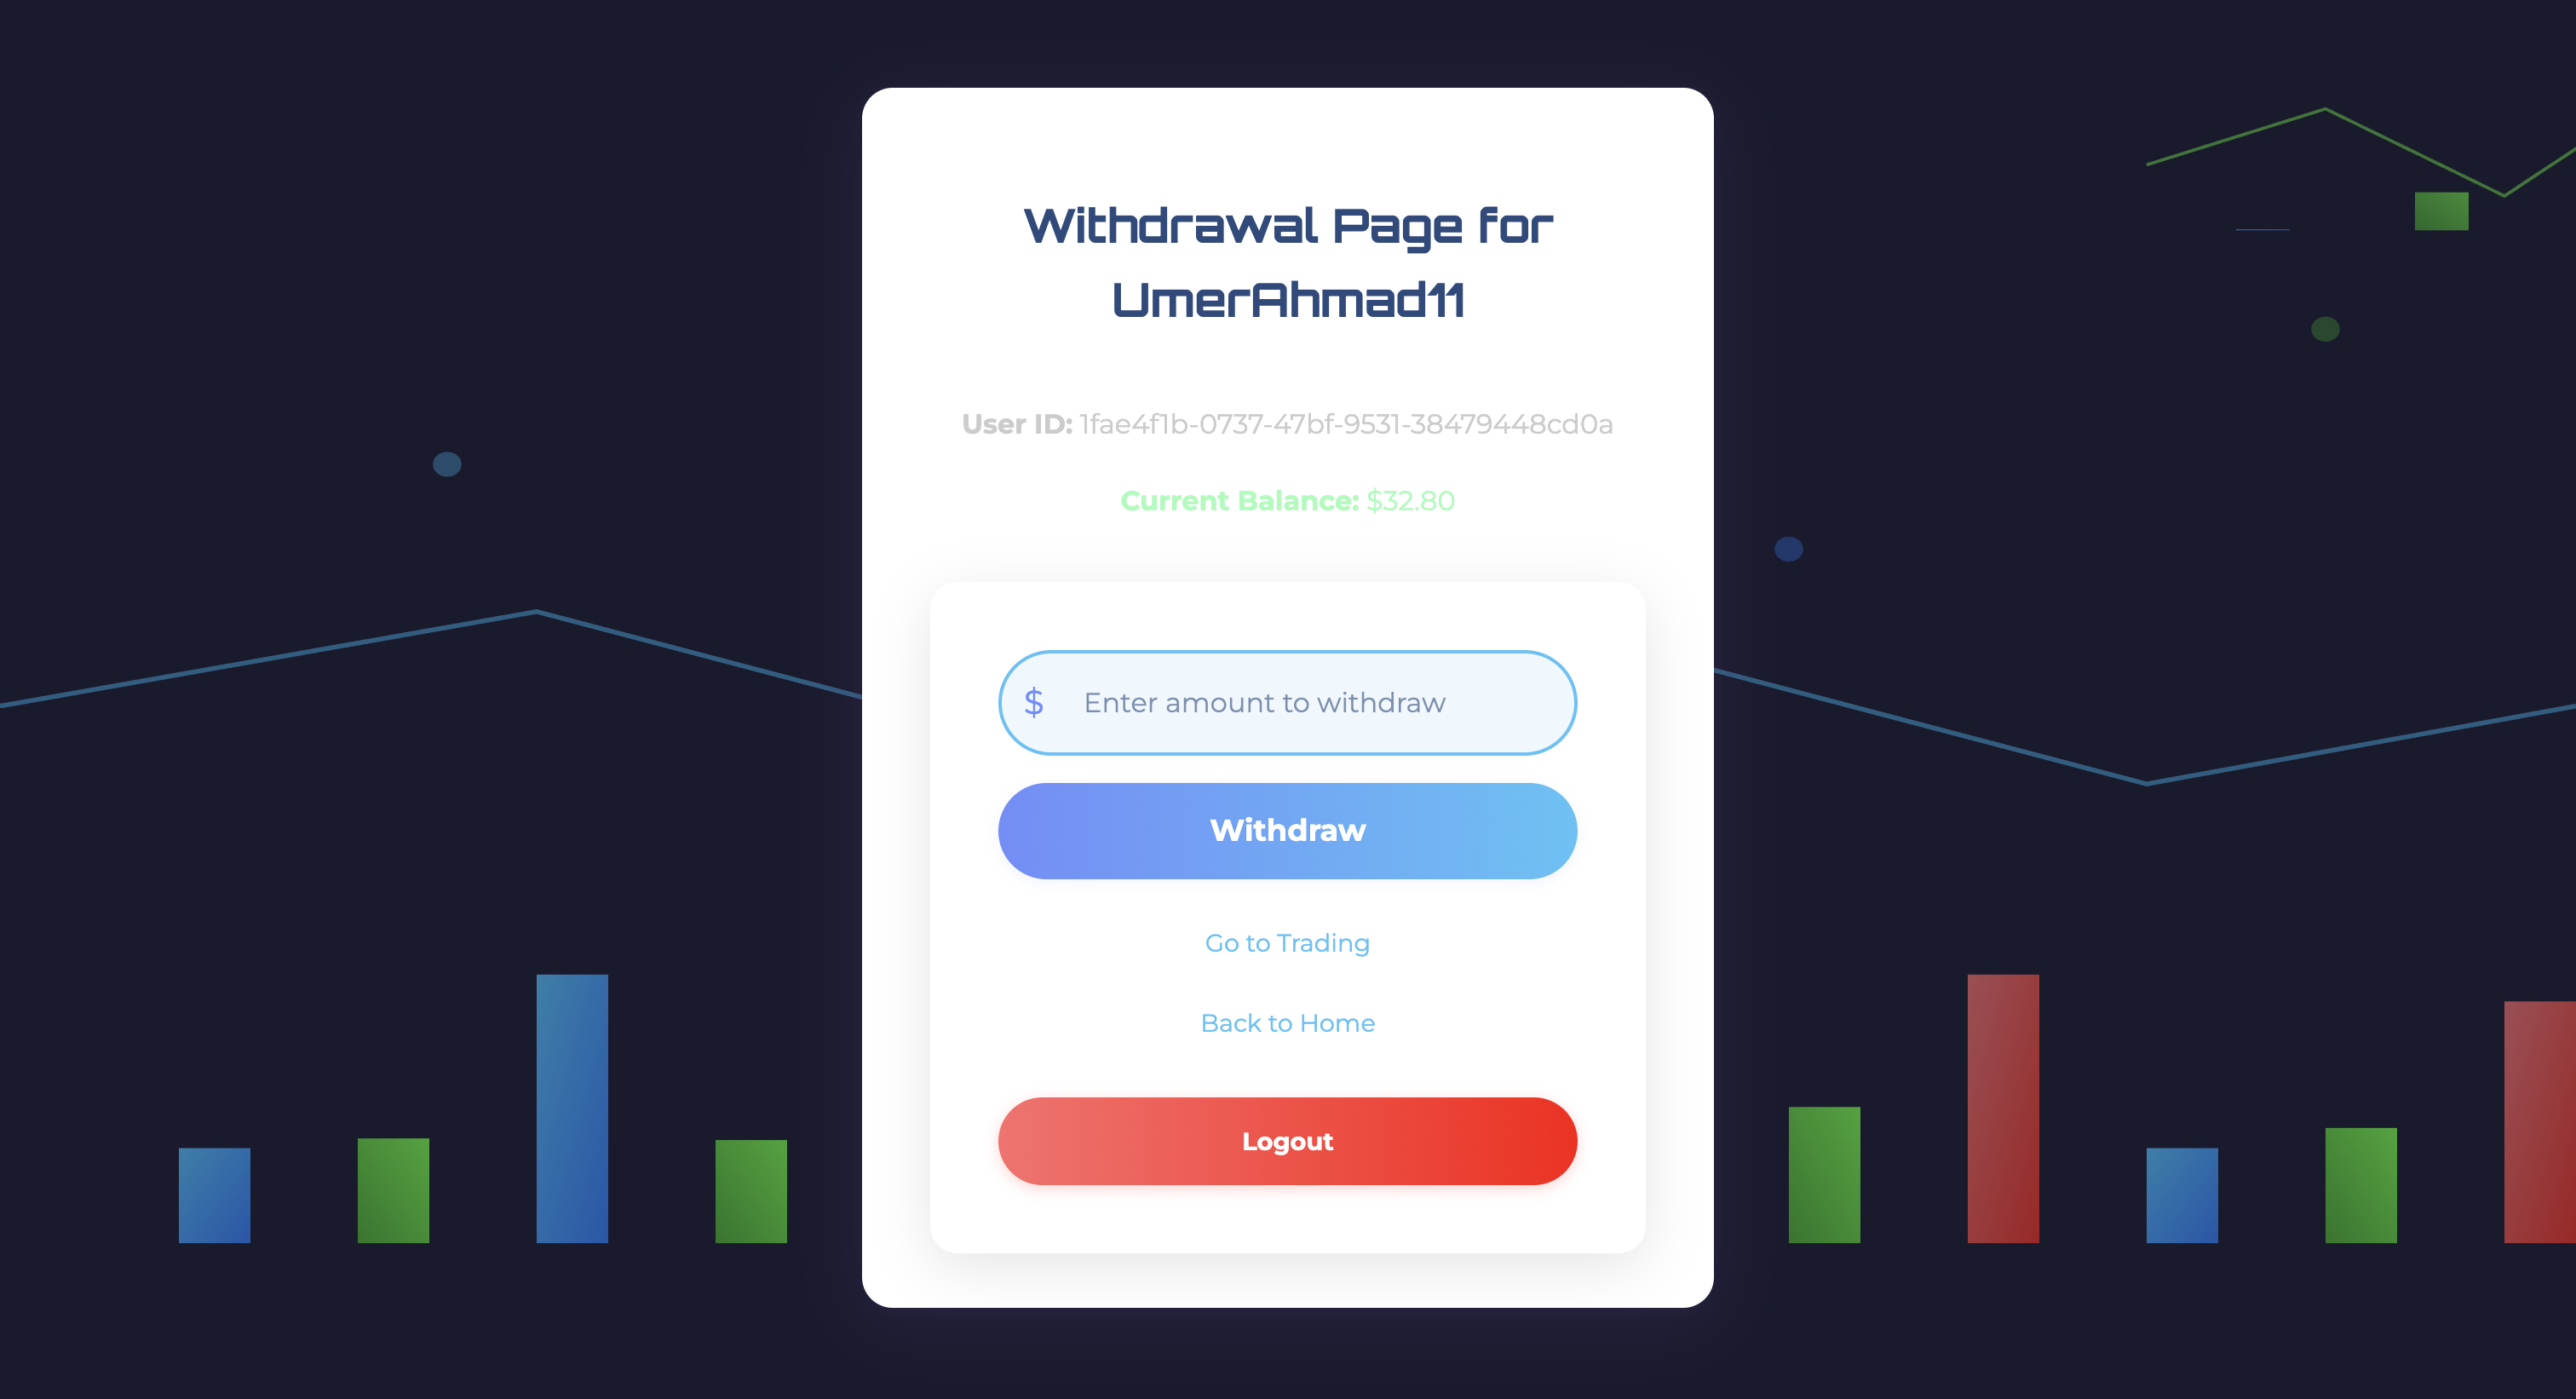 Withdrawal Page for
UmerAhmad11
User ID: 1fae4f1b-0737-47bf-9531-38479448cd0a
Current Balance: $32.80
$ Enter amount to withdraw
Withdraw
Go to Trading
Back to Home
Logout